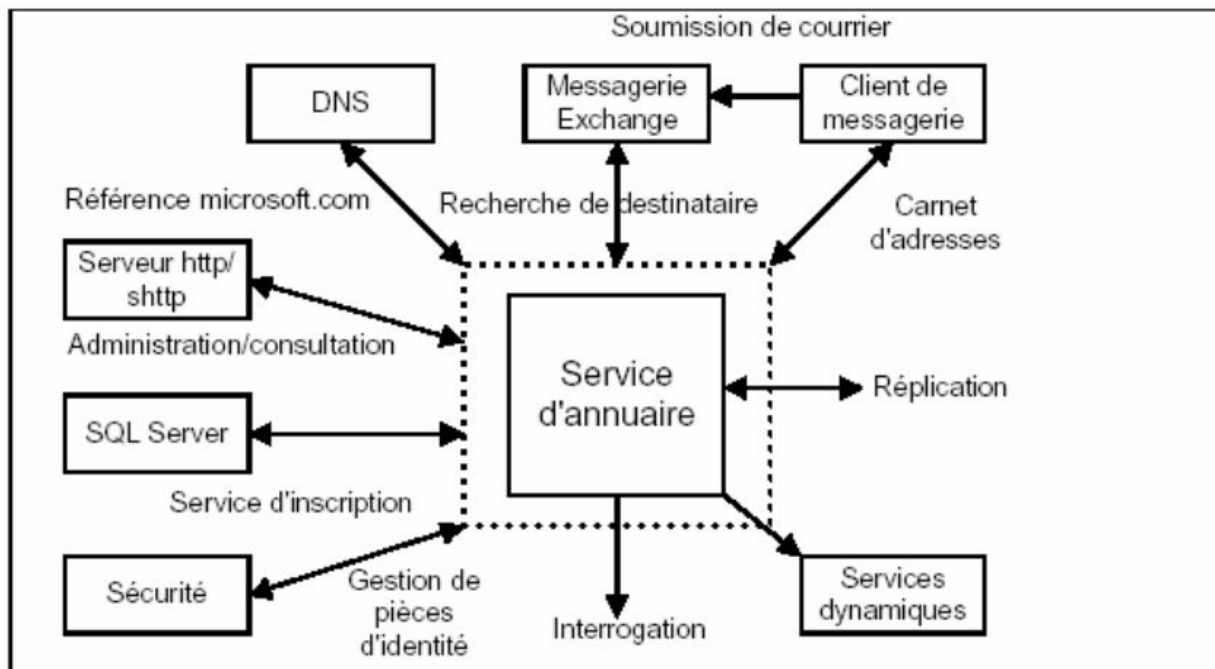 Soumission de courrier
DNS
Messagerie
Exchange
Client de
messagerie
Référence microsoft.com
Recherche de destinataire
Carnet
d'adresses
Serveur http/
shttp
Administration/consultation
Service
d'annuaire
Réplication
SQL Server
Service d'inscription
Sécurité
Gestion de
pièces
d'identité
Interrogation
Services
dynamiques